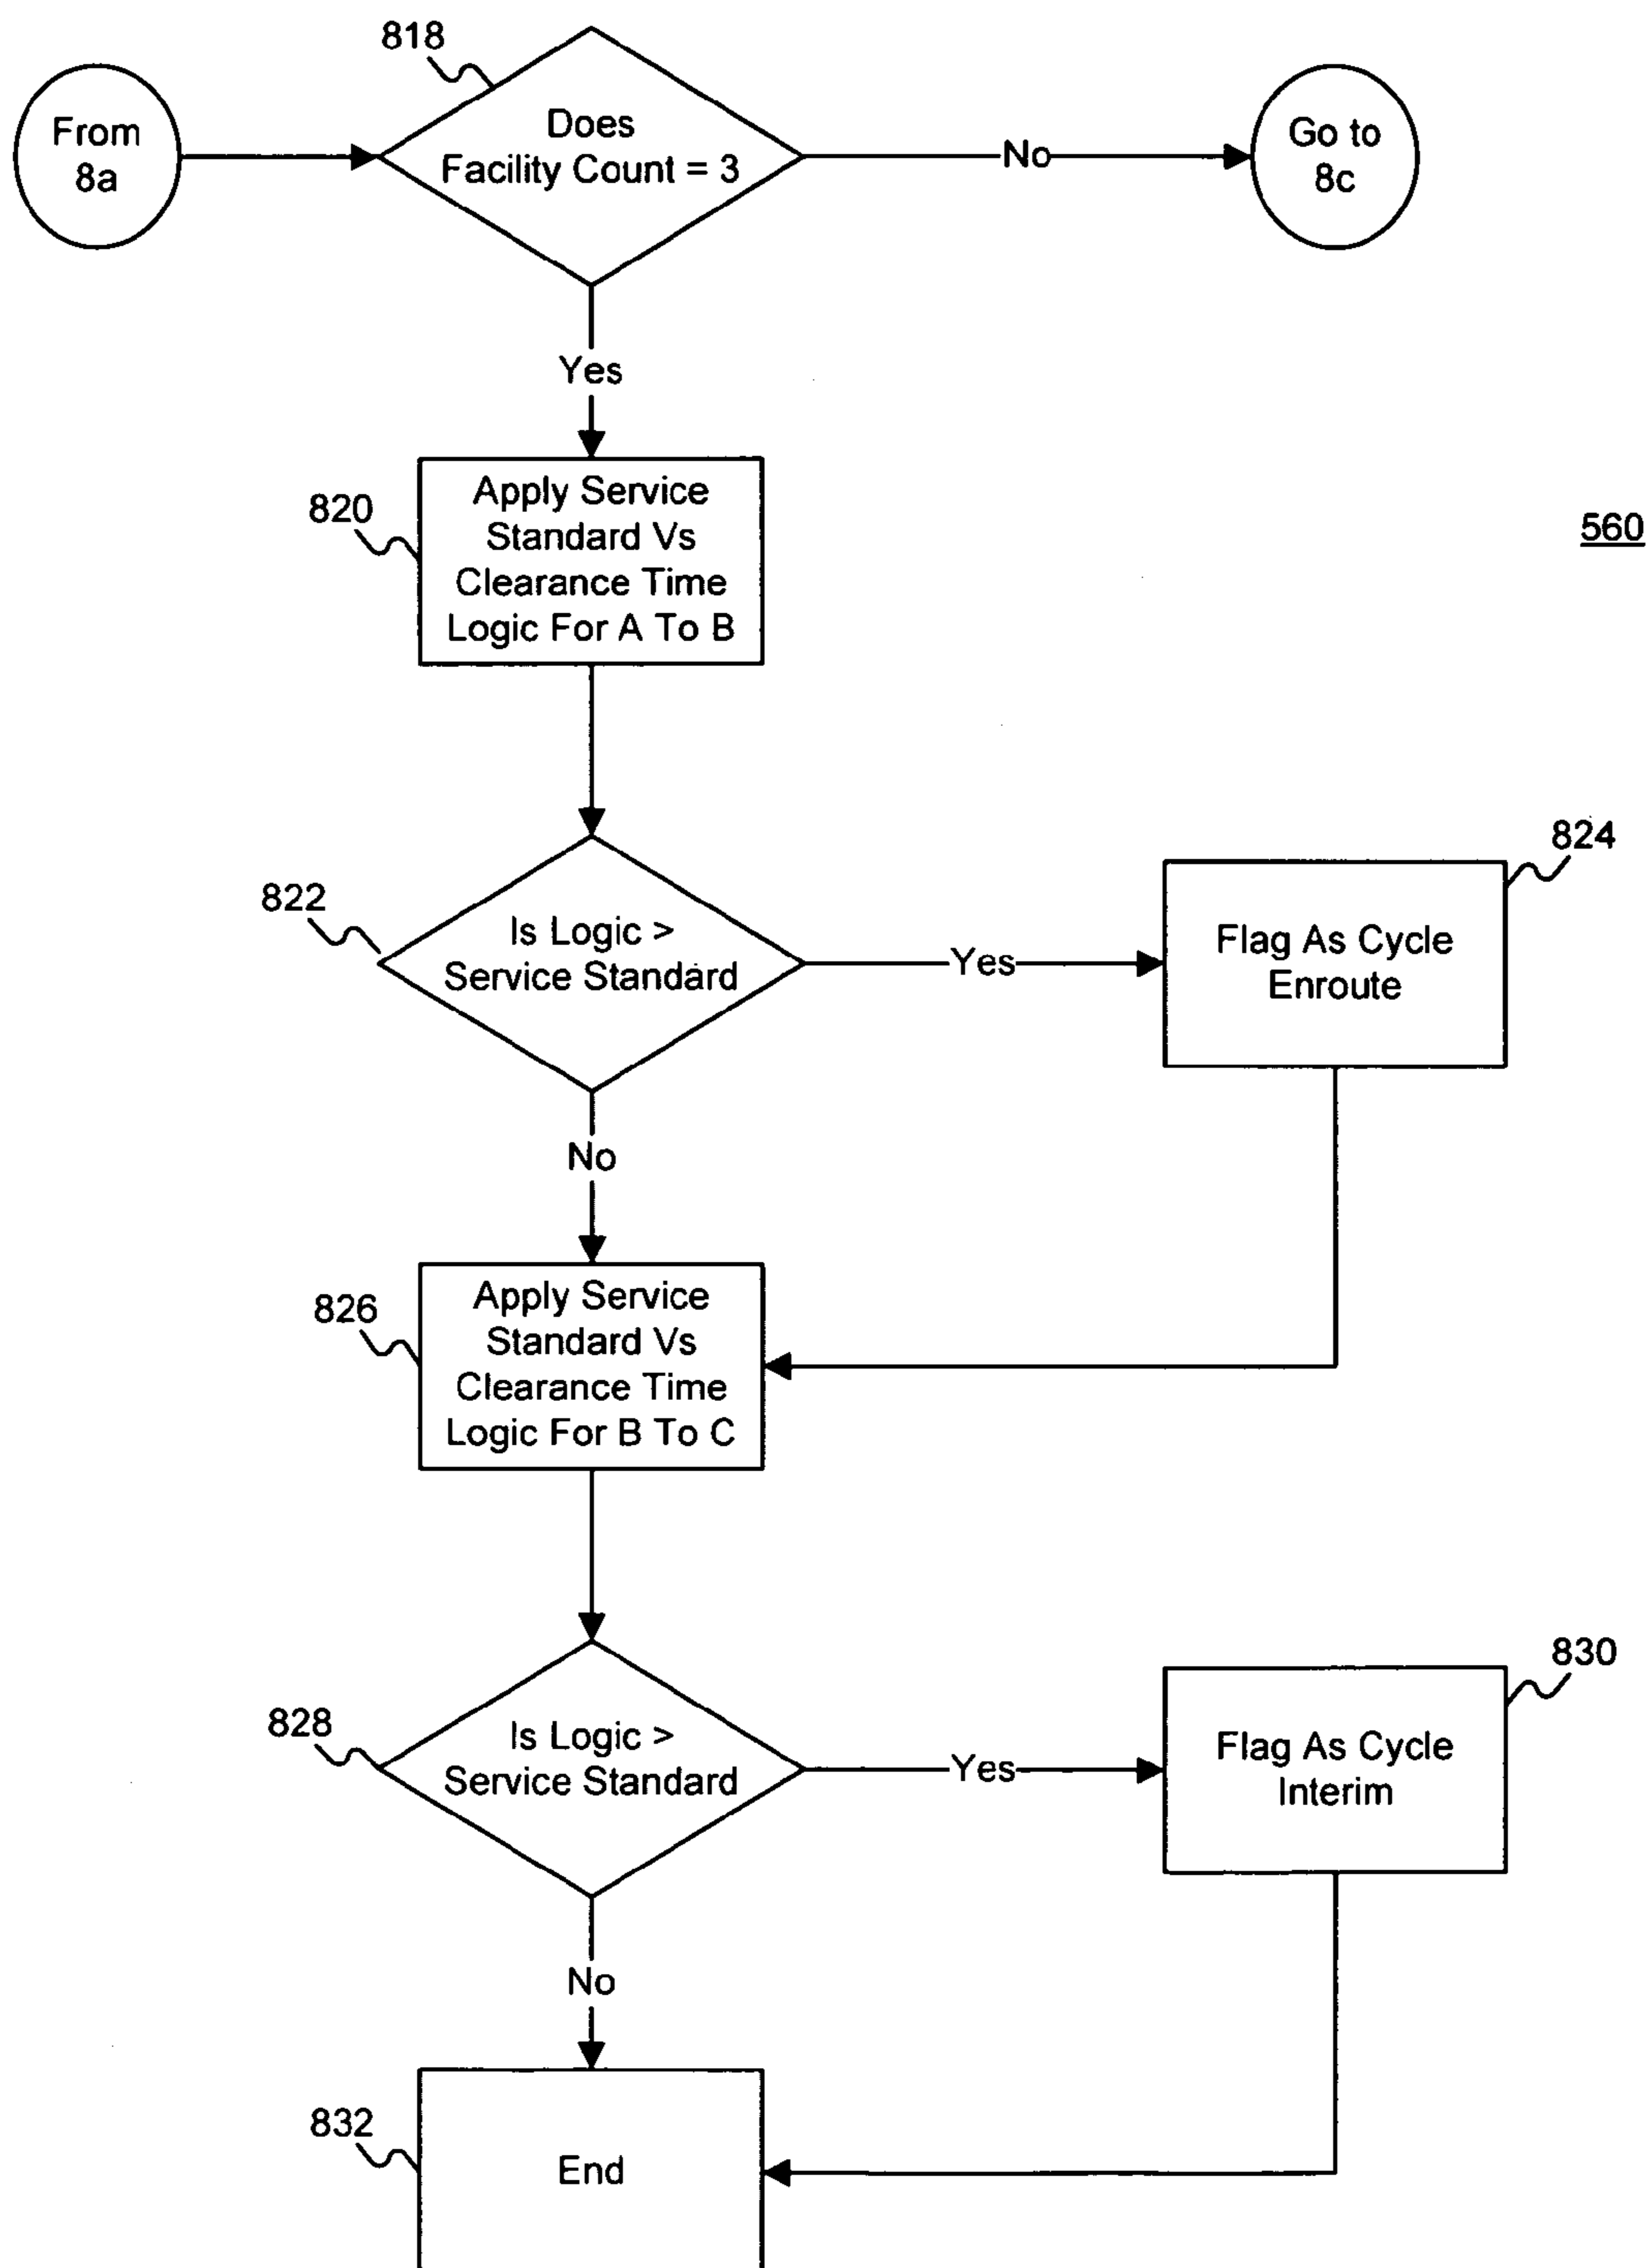 818
From
8a
Does
Facility Count = 3
No
Go to
8c
Yes
820
Apply Service
Standard Vs
Clearance Time
Logic For A To B
560
822
Is Logic >
Service Standard
Yes
824
Flag As Cycle
Enroute
No
826
Apply Service
Standard Vs
Clearance Time
Logic For B To C
828
Is Logic >
Service Standard
Yes
830
Flag As Cycle
Interim
No
832
End